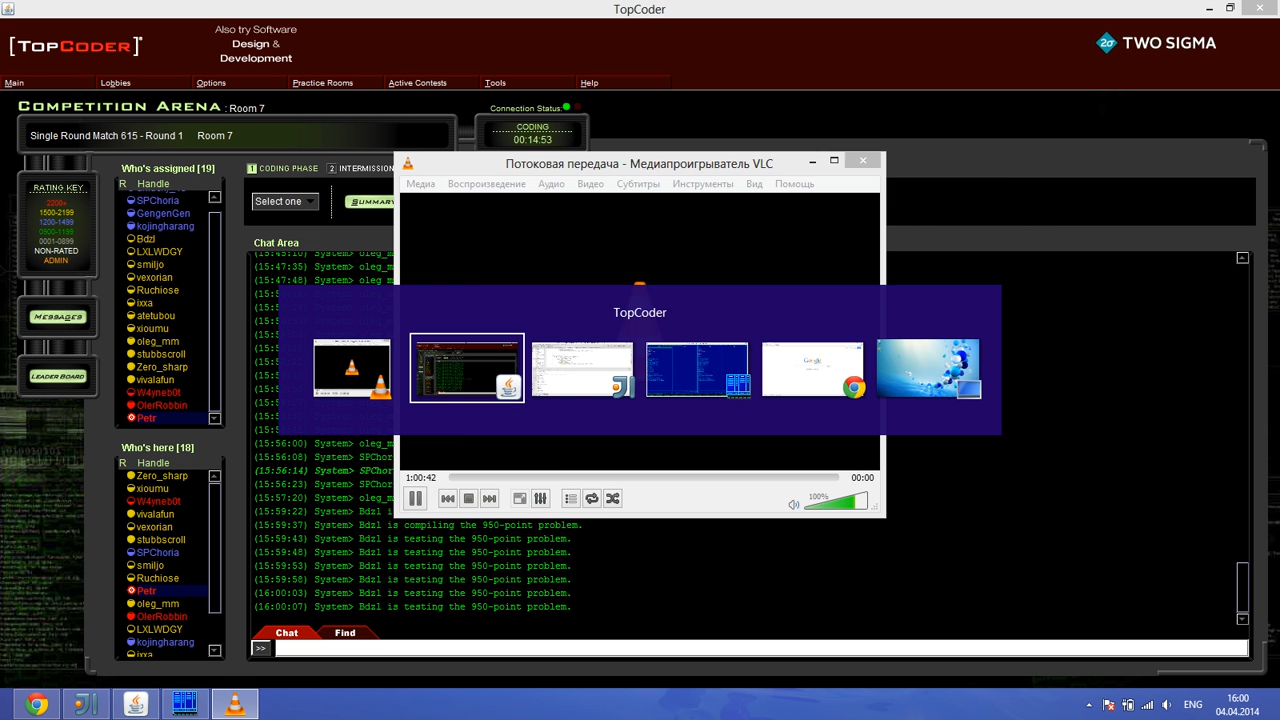 TopCoder
[TOPCODER]®
Also try Software
Design &
Development
2σ TWO SIGMA
Main Lobbies Options Practice Rooms Active Contests Tools Help
COMPETITION ARENA : Room 7
Connection Status:
Single Round Match 615 - Round 1 Room 7
CODING
00:14:53
RATING KEY
2200+
1500-2199
1200-1499
0900-1199
0001-0899
NON-RATED
ADMIN
MESSAGES
LEADER BOARD
Who's assigned [19]
R Handle
SPChoria
GengenGen
kojingharang
Bdzl
LXLWDGY
smiljo
vexorian
Ruchiose
ixxa
atetubou
xioumu
oleg_mm
stubbscroll
Zero_sharp
vivalafun
W4yneb0t
OlerRobbin
Petr
Who's here [18]
R Handle
Zero_sharp
xioumu
W4yneb0t
vivalafun
vexorian
stubbscroll
SPChoria
smiljo
Ruchiose
Petr
oleg_mm
OlerRobbin
LXLWDGY
kojingharang
ixxa
1 CODING PHASE 2 INTERMISSION
Select one
SUMMARY
Chat Area
(15:45:10) System> oleg_m
(15:47:35) System> oleg_m
(15:47:48) System> oleg_m
(15:56:00) System> oleg_m
(15:56:08) System> SPChor
(15:56:14) System> SPChor
(15:56:23) System> SPChor
(15:57:20) System> oleg_m
(15:59:22) System> Bdzl i
(15:59:37) System> Bdzl is compiling the 950-point problem.
(15:59:43) System> Bdzl is testing the 950-point problem.
(15:59:48) System> Bdzl is testing the 950-point problem.
(15:59:53) System> Bdzl is testing the 950-point problem.
(15:59:58) System> Bdzl is testing the 950-point problem.
(16:00:03) System> Bdzl is testing the 950-point problem.
(16:00:07) System> Bdzl is testing the 950-point problem.
Chat Find
>>
Потоковая передача - Медиапроигрыватель VLC
Медиа Воспроизведение Аудио Видео Субтитры Инструменты Вид Помощь
TopCoder
Google
1:00:42 00:00
100%
ENG
16:00
04.04.2014